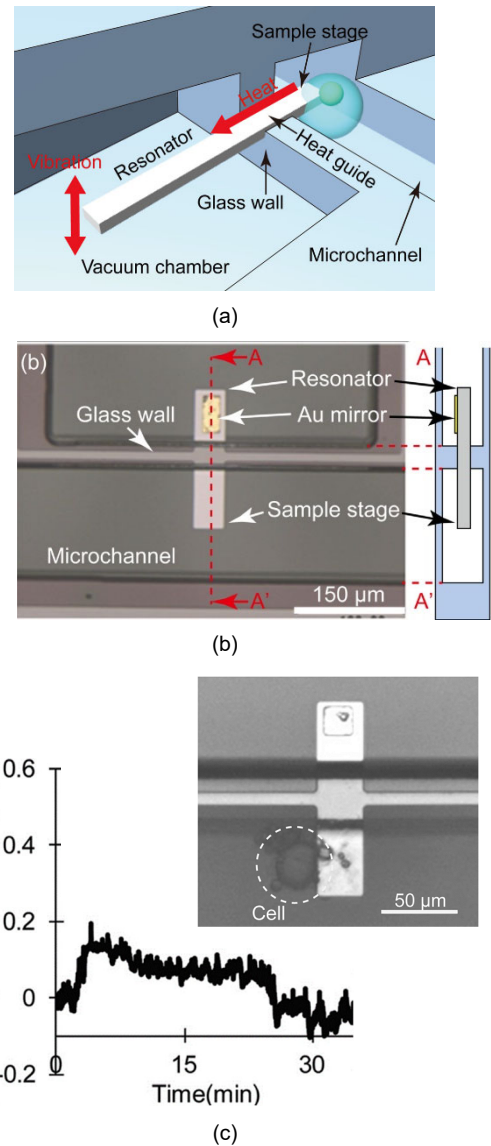 Sample stage
Heat
Resonator
Heat guide
Vibration
Glass wall
Microchannel
Vacuum chamber
(a)
(b)
A
A
Resonator
Glass wall
Au mirror
Sample stage
Microchannel
A'
A'
150 μm
(b)
0.6
0.4
0.2
0
-0.2
0
15
30
Time(min)
Cell
50 μm
(c)